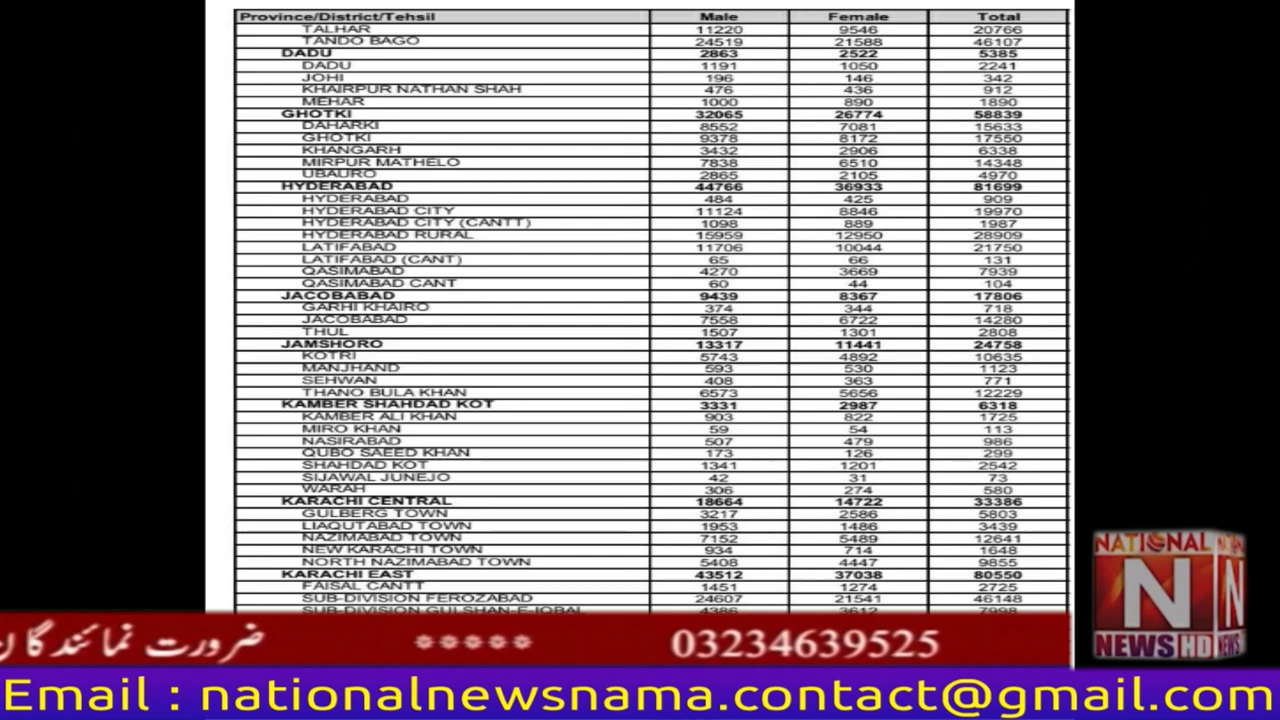 Province/District/Tehsil Male Female Total
TALHAR 11220 9546 20766
TANDO BAGO 24519 21588 46107
DADU 2863 2522 5385
DADU 1191 1050 2241
JOHI 196 146 342
KHAIRPUR NATHAN SHAH 476 436 912
MEHAR 1000 890 1890
GHOTKI 32065 26774 58839
DAHARKI 8552 7081 15633
GHOTKI 9378 8172 17550
KHANGARH 3432 2906 6338
MIRPUR MATHELO 7838 6510 14348
UBAURO 2865 2105 4970
HYDERABAD 44766 36933 81699
HYDERABAD 484 425 909
HYDERABAD CITY 11124 8846 19970
HYDERABAD CITY (CANTT) 1098 889 1987
HYDERABAD RURAL 15959 12950 28909
LATIFABAD 11706 10044 21750
LATIFABAD (CANT) 65 66 131
QASIMABAD 4270 3669 7939
QASIMABAD CANT 60 44 104
JACOBABAD 9439 8367 17806
GARHI KHAIRO 374 344 718
JACOBABAD 7558 6722 14280
THUL 1507 1301 2808
JAMSHORO 13317 11441 24758
KOTRI 5743 4892 10635
MANJHAND 593 530 1123
SEHWAN 408 363 771
THANO BULA KHAN 6573 5656 12229
KAMBER SHAHDAD KOT 3331 2987 6318
KAMBER ALI KHAN 903 822 1725
MIRO KHAN 59 54 113
NASIRABAD 507 479 986
QUBO SAEED KHAN 173 126 299
SHAHDAD KOT 1341 1201 2542
SIJAWAL JUNEJO 42 31 73
WARAH 306 274 580
KARACHI CENTRAL 18664 14722 33386
GULBERG TOWN 3217 2586 5803
LIAQUTABAD TOWN 1953 1486 3439
NAZIMABAD TOWN 7152 5489 12641
NEW KARACHI TOWN 934 714 1648
NORTH NAZIMABAD TOWN 5408 4447 9855
KARACHI EAST 43512 37038 80550
FAISAL CANTT 1451 1274 2725
SUB-DIVISION FEROZABAD 24607 21541 46148
SUB-DIVISION GULSHAN-E-IQBAL 4386 3612 7998
NATIONAL N NEWS HD
ضرورت نمائندگان ***** 03234639525
Email : nationalnewsnama.contact@gmail.com